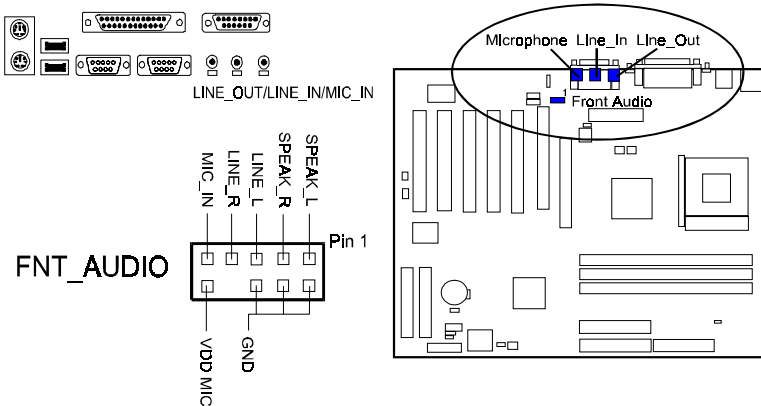 LINE_OUT/LINE_IN/MIC_IN
MIC_IN
LINE_R
LINE_L
SPEAK_R
SPEAK_L
Pin 1
FNT_AUDIO
VDD MIC
GND
Microphone LIne_In LIne_Out
1
Front Audio